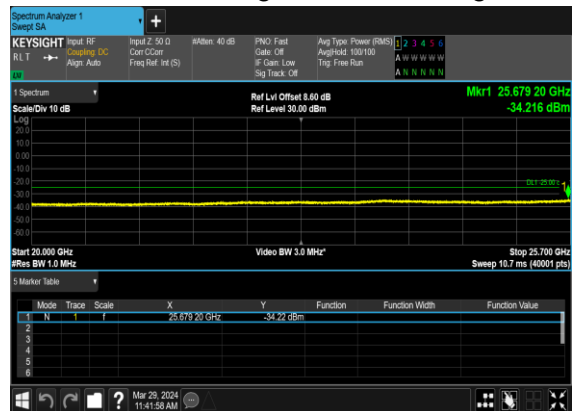 Spectrum Analyzer 1
Swept SA
+
KEYSIGHT Input: RF Input Z: 50 Ω #Atten: 40 dB PNO: Fast Avg Type: Power (RMS) 1 2 3 4 5 6
RLT Coupling: DC Corr CCorr Gate: Off Avg|Hold: 100/100 A W W W W W
Align: Auto Freq Ref: Int (S) IF Gain: Low Trig: Free Run
LXI Sig Track: Off A N N N N N
1 Spectrum Ref Lvl Offset 8.60 dB Mkr1 25.679 20 GHz
Scale/Div 10 dB Ref Level 30.00 dBm -34.216 dBm
Log
20.0
10.0
0.00
-10.0
-20.0
DL1 -25.00 c 1
-30.0
-40.0
-50.0
-60.0
Start 20.000 GHz Video BW 3.0 MHz* Stop 25.700 GHz
#Res BW 1.0 MHz Sweep 10.7 ms (40001 pts)
5 Marker Table
Mode Trace Scale X Y Function Function Width Function Value
1 N 1 f 25.679 20 GHz -34.22 dBm
2
3
4
5
6
? Mar 29, 2024
11:41:58 AM